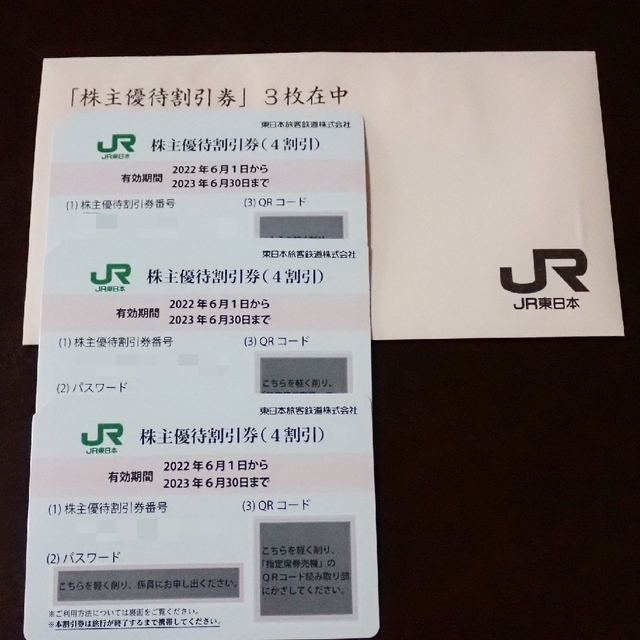 「株主優待割引券」3枚在中
JR
JR東日本
東日本旅客鉄道株式会社
JR
JR東日本
株主優待割引券(4割引)
有効期間
2022年6月1日から
2023年6月30日まで
(1) 株主優待割引券番号
(3) QRコード
東日本旅客鉄道株式会社
JR
JR東日本
株主優待割引券(4割引)
有効期間
2022年6月1日から
2023年6月30日まで
(1) 株主優待割引券番号
(3) QRコード
こちらを軽く削り、
(2) パスワード
東日本旅客鉄道株式会社
JR
JR東日本
株主優待割引券(4割引)
有効期間
2022年6月1日から
2023年6月30日まで
(1) 株主優待割引券番号
(3) QRコード
こちらを軽く削り、
「指定席券売機」の
QRコード読み取り部
にかざしてください。
(2) パスワード
こちらを軽く削り、係員にお申し出ください。
※ご利用方法については裏面をご覧ください。
※本割引券は旅行が終了するまで携帯してください。